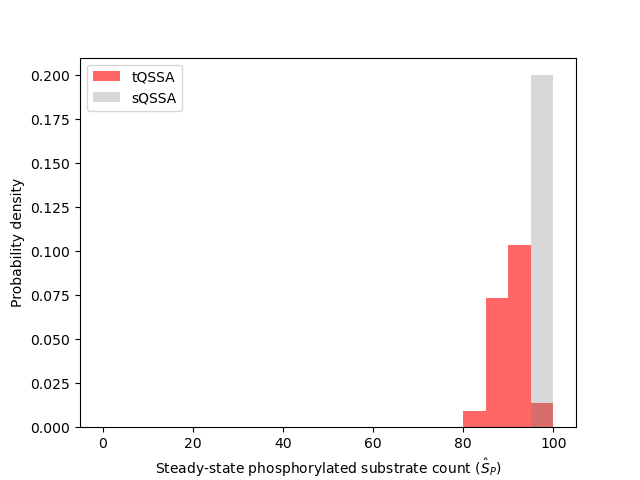 tQSSA
sQSSA
0.200
0.175
0.150
0.125
0.100
0.075
0.050
0.025
0.000
Probability density
0 20 40 60 80 100
Steady-state phosphorylated substrate count (Ŝ_P)